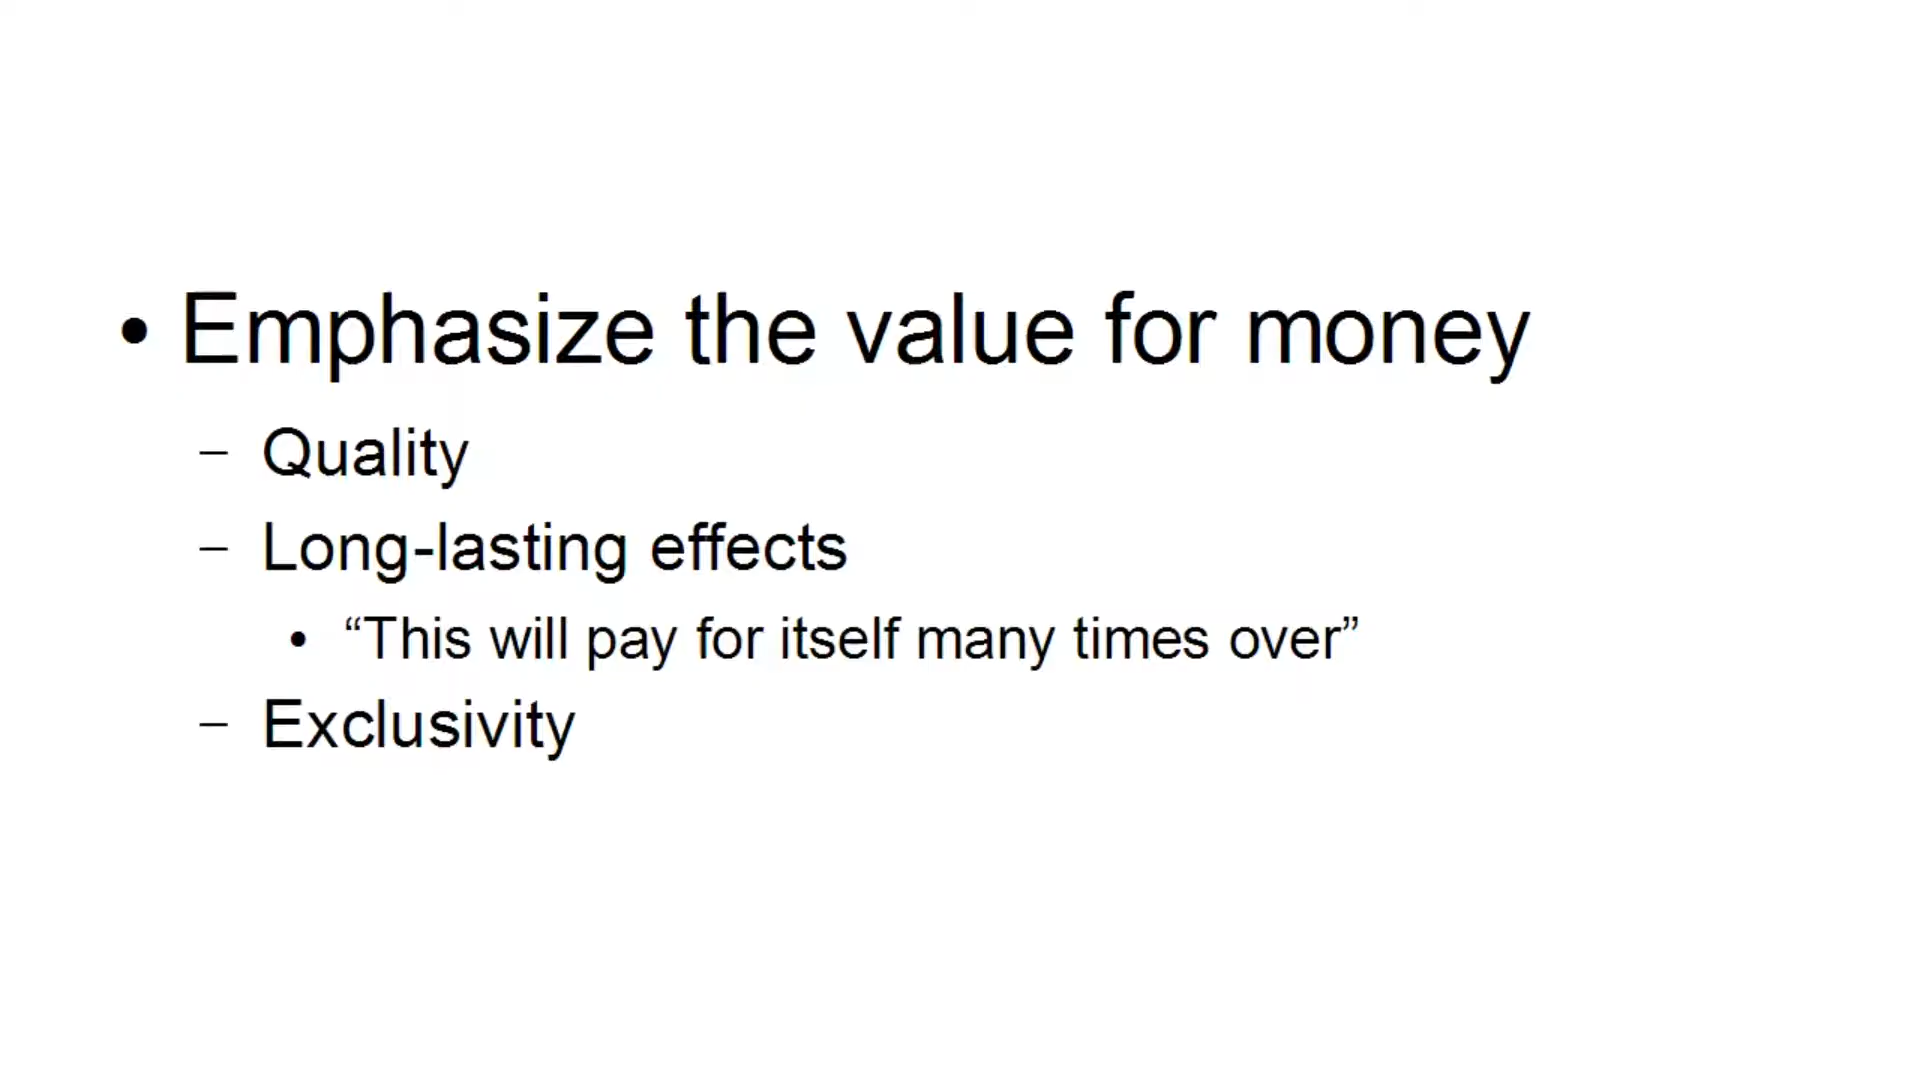 • Emphasize the value for money
– Quality
– Long-lasting effects
• “This will pay for itself many times over”
– Exclusivity